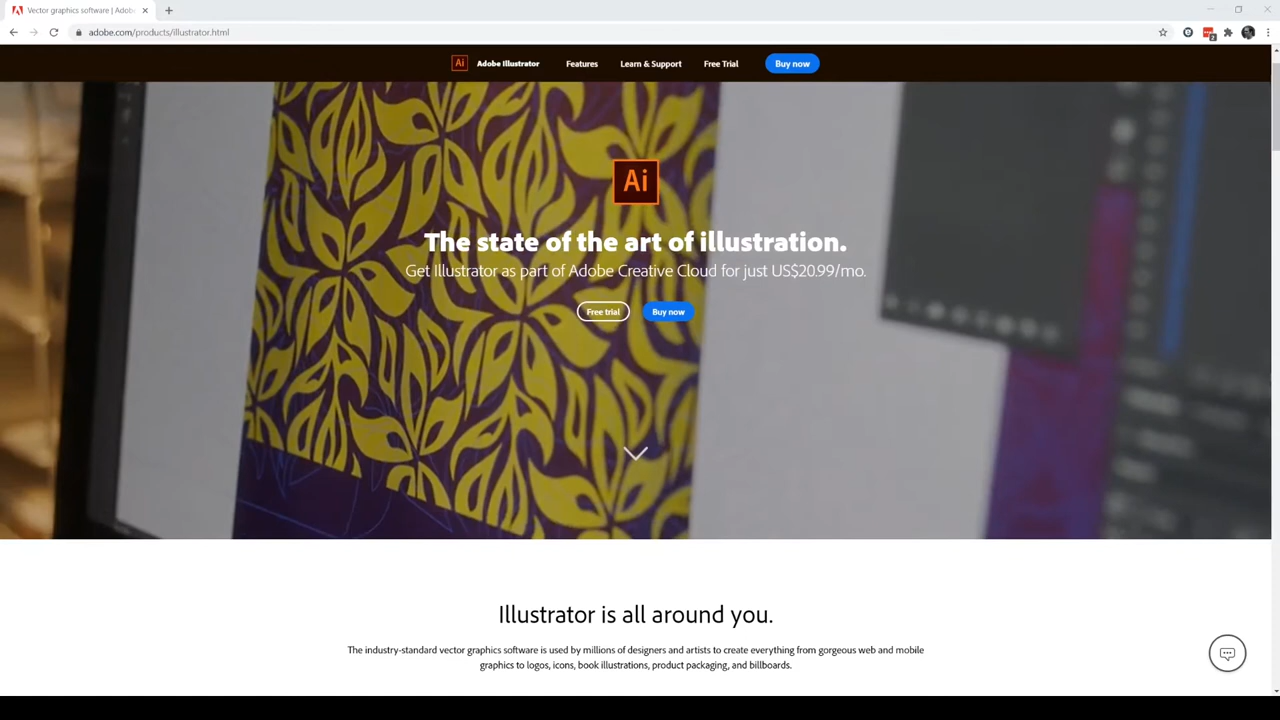 Vector graphics software | Adob
adobe.com/products/illustrator.html
2
Ai Adobe Illustrator Features Learn & Support Free Trial Buy now
Ai
The state of the art of illustration.
Get Illustrator as part of Adobe Creative Cloud for just US$20.99/mo.
Free trial Buy now
Illustrator is all around you.
The industry-standard vector graphics software is used by millions of designers and artists to create everything from gorgeous web and mobile
graphics to logos, icons, book illustrations, product packaging, and billboards.